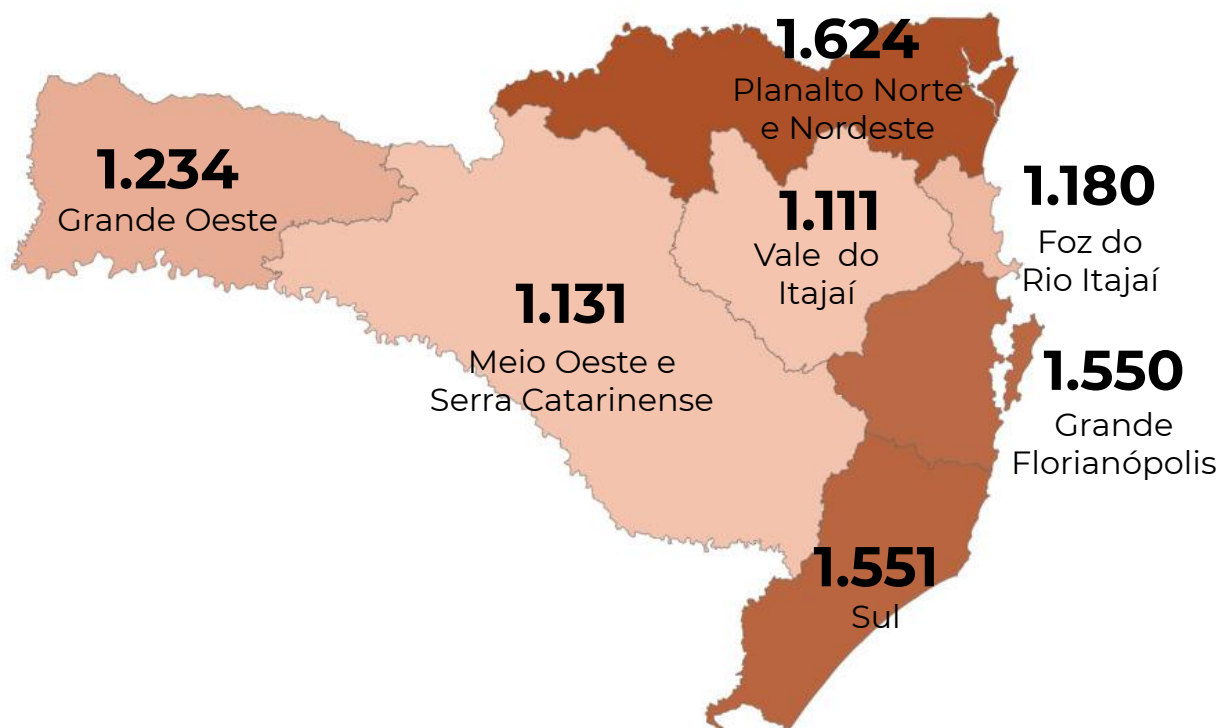 1.624
Planalto Norte
e Nordeste
1.234
Grande Oeste
1.111
Vale do
Itajaí
1.180
Foz do
Rio Itajaí
1.131
Meio Oeste e
Serra Catarinense
1.550
Grande
Florianópolis
1.551
Sul